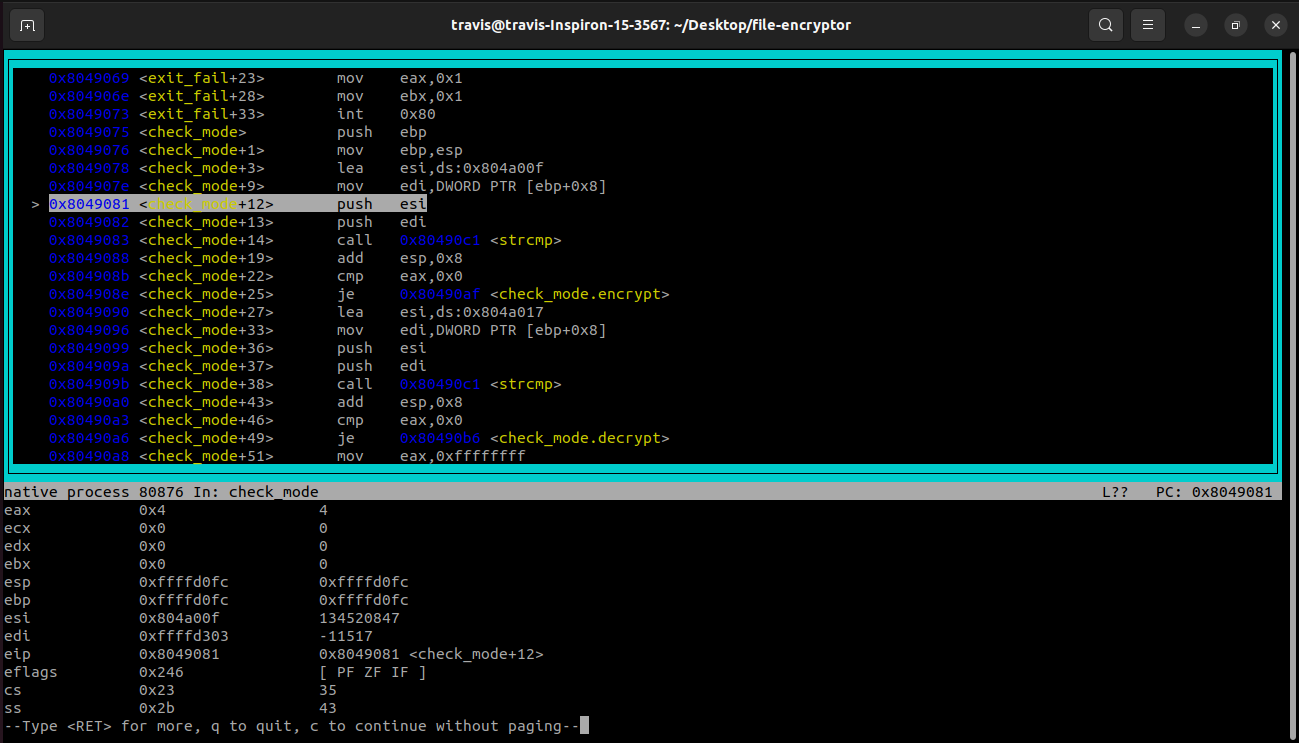 travis@travis-Inspiron-15-3567: ~/Desktop/file-encryptor
0x8049069 <exit_fail+23> mov eax,0x1
0x804906e <exit_fail+28> mov ebx,0x1
0x8049073 <exit_fail+33> int 0x80
0x8049075 <check_mode> push ebp
0x8049076 <check_mode+1> mov ebp,esp
0x8049078 <check_mode+3> lea esi,ds:0x804a00f
0x804907e <check_mode+9> mov edi,DWORD PTR [ebp+0x8]
> 0x8049081 <check_mode+12> push esi
0x8049082 <check_mode+13> push edi
0x8049083 <check_mode+14> call 0x80490c1 <strcmp>
0x8049088 <check_mode+19> add esp,0x8
0x804908b <check_mode+22> cmp eax,0x0
0x804908e <check_mode+25> je 0x80490af <check_mode.encrypt>
0x8049090 <check_mode+27> lea esi,ds:0x804a017
0x8049096 <check_mode+33> mov edi,DWORD PTR [ebp+0x8]
0x8049099 <check_mode+36> push esi
0x804909a <check_mode+37> push edi
0x804909b <check_mode+38> call 0x80490c1 <strcmp>
0x80490a0 <check_mode+43> add esp,0x8
0x80490a3 <check_mode+46> cmp eax,0x0
0x80490a6 <check_mode+49> je 0x80490b6 <check_mode.decrypt>
0x80490a8 <check_mode+51> mov eax,0xffffffff
native process 80876 In: check_mode L?? PC: 0x8049081
eax 0x4 4
ecx 0x0 0
edx 0x0 0
ebx 0x0 0
esp 0xffffd0fc 0xffffd0fc
ebp 0xffffd0fc 0xffffd0fc
esi 0x804a00f 134520847
edi 0xffffd303 -11517
eip 0x8049081 0x8049081 <check_mode+12>
eflags 0x246 [ PF ZF IF ]
cs 0x23 35
ss 0x2b 43
--Type <RET> for more, q to quit, c to continue without paging--